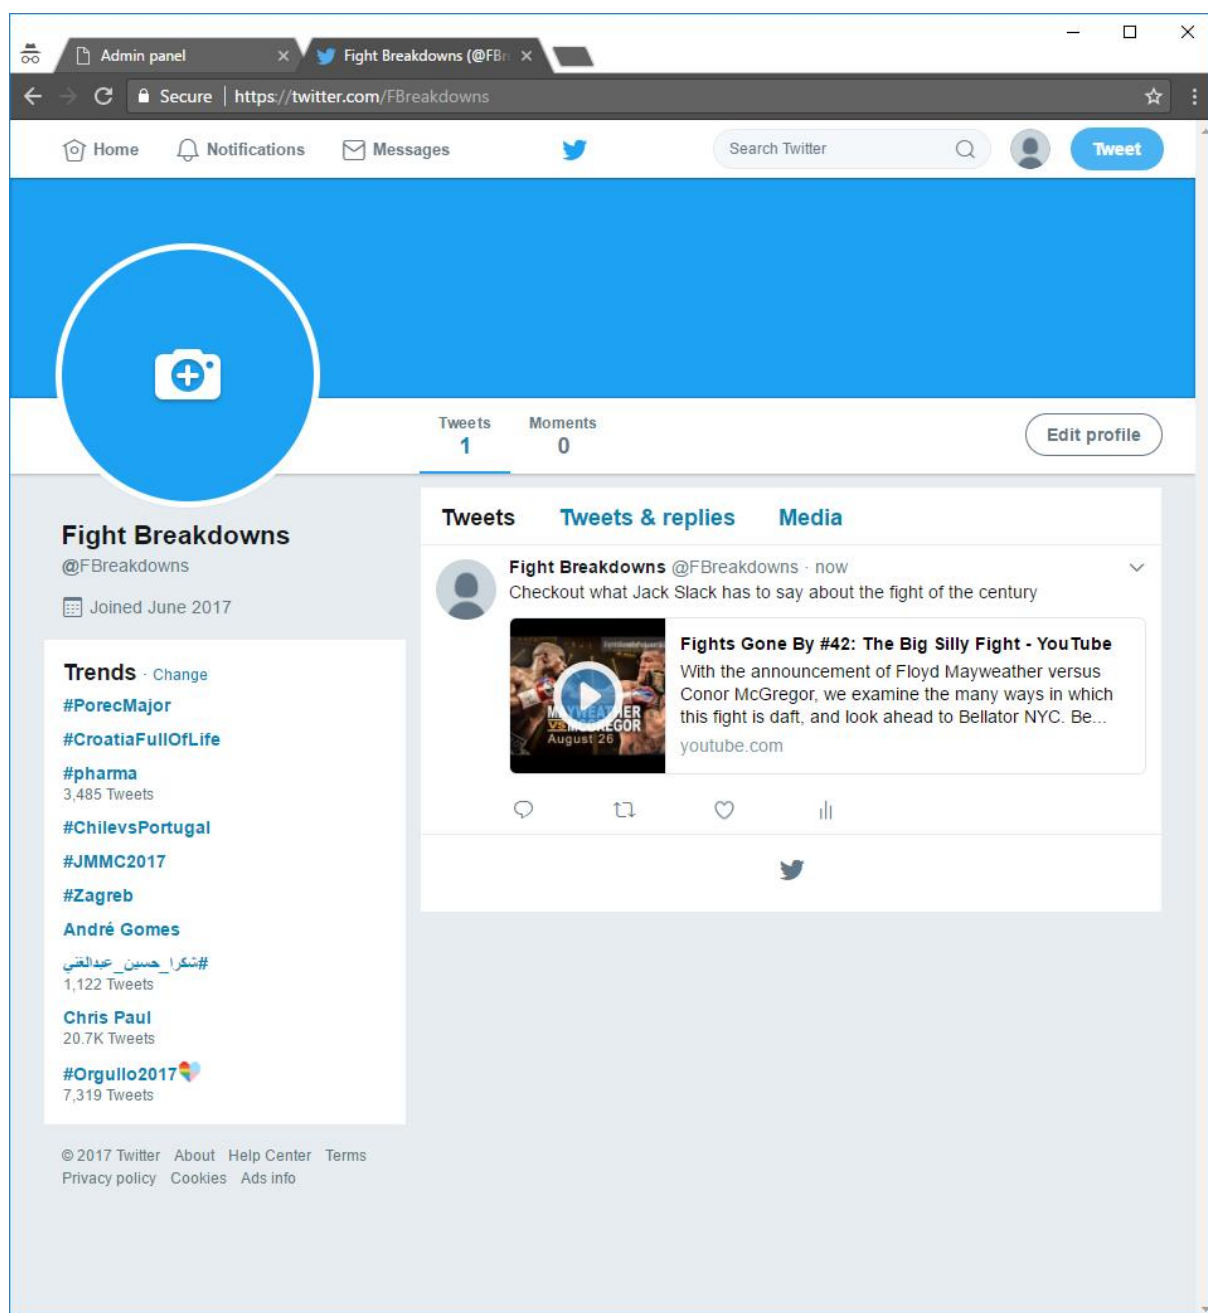 Admin panel
Fight Breakdowns (@FBr
Secure | https://twitter.com/FBreakdowns
Home Notifications Messages Search Twitter Tweet
Tweets Moments
1 0
Edit profile
Fight Breakdowns
@FBreakdowns
Joined June 2017
Trends · Change
#PorecMajor
#CroatiaFullOfLife
#pharma
3,485 Tweets
#ChilevsPortugal
#JMMC2017
#Zagreb
André Gomes
#شكرا_حسين_عبدالغني
1,122 Tweets
Chris Paul
20.7K Tweets
#Orgullo2017
7,319 Tweets
© 2017 Twitter About Help Center Terms
Privacy policy Cookies Ads info
Tweets Tweets & replies Media
Fight Breakdowns @FBreakdowns · now
Checkout what Jack Slack has to say about the fight of the century
MAYWEATHER
VS MCGREGOR
August 26
Fights Gone By #42: The Big Silly Fight - YouTube
With the announcement of Floyd Mayweather versus
Conor McGregor, we examine the many ways in which
this fight is daft, and look ahead to Bellator NYC. Be...
youtube.com